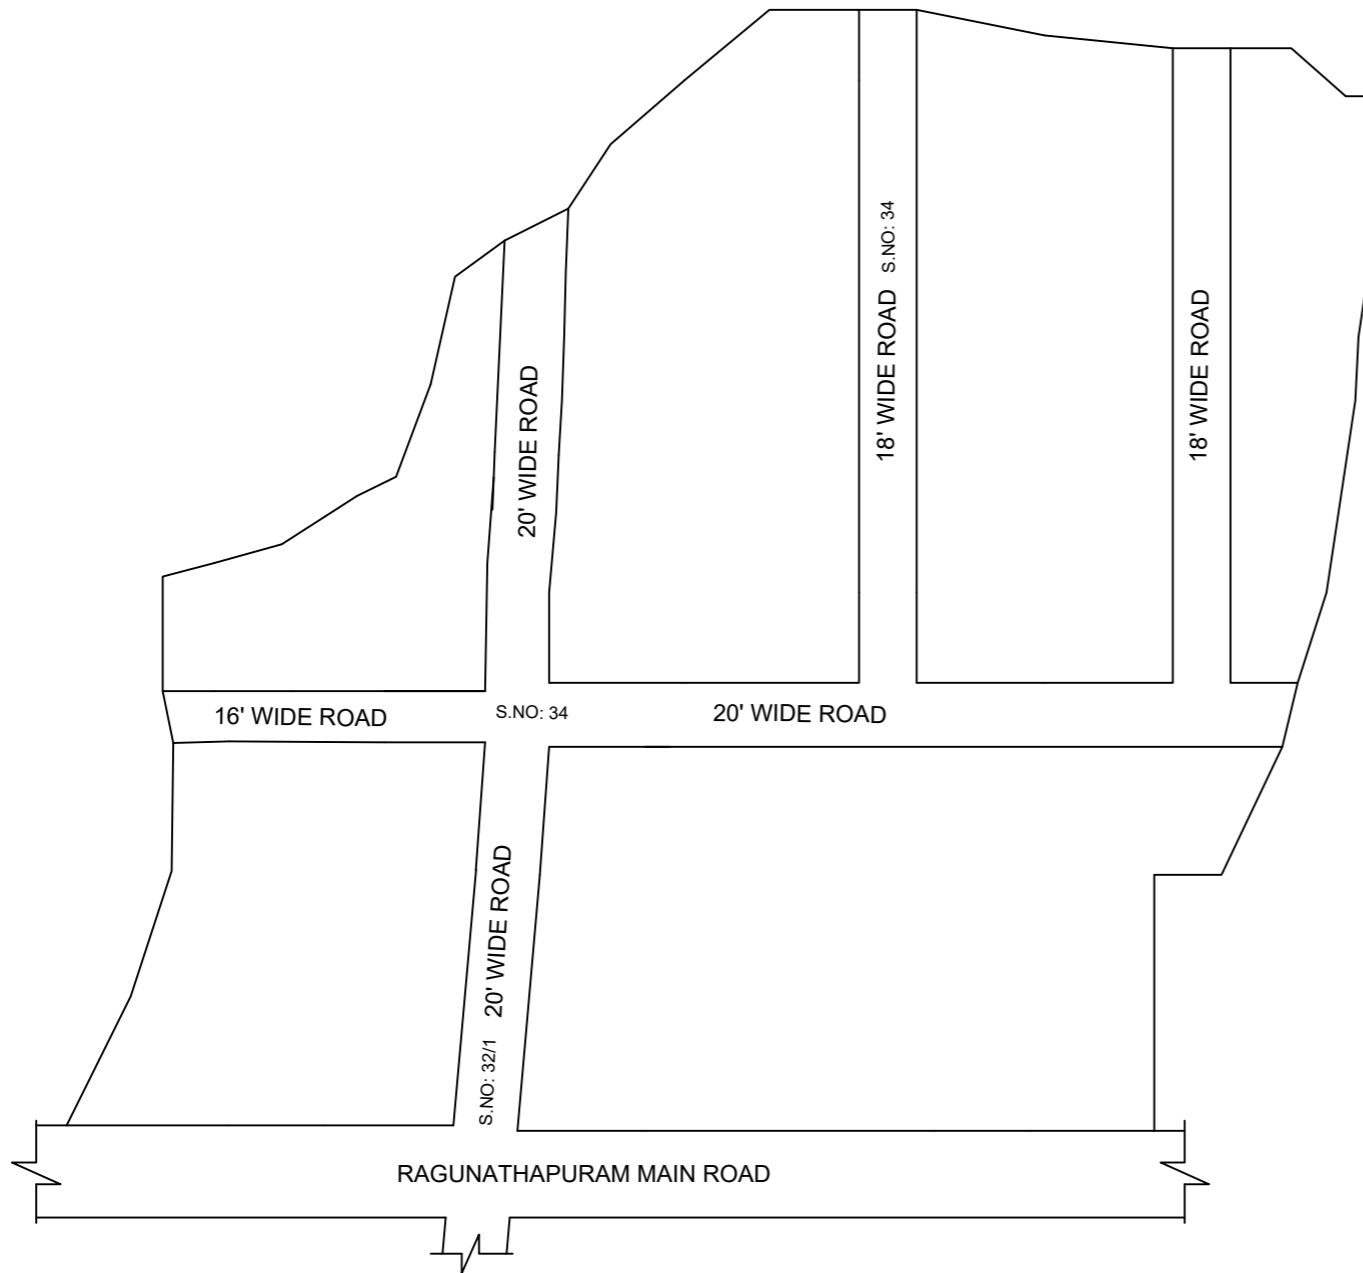 S.NO: 34
18' WIDE ROAD
18' WIDE ROAD
20' WIDE ROAD
16' WIDE ROAD
S.NO: 34
20' WIDE ROAD
20' WIDE ROAD
S.NO: 32/1
RAGUNATHAPURAM MAIN ROAD